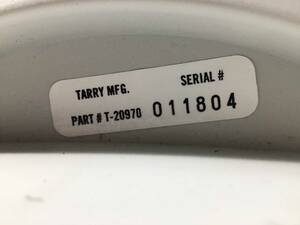 TARRY MFG. SERIAL #
PART # T-20970 011804